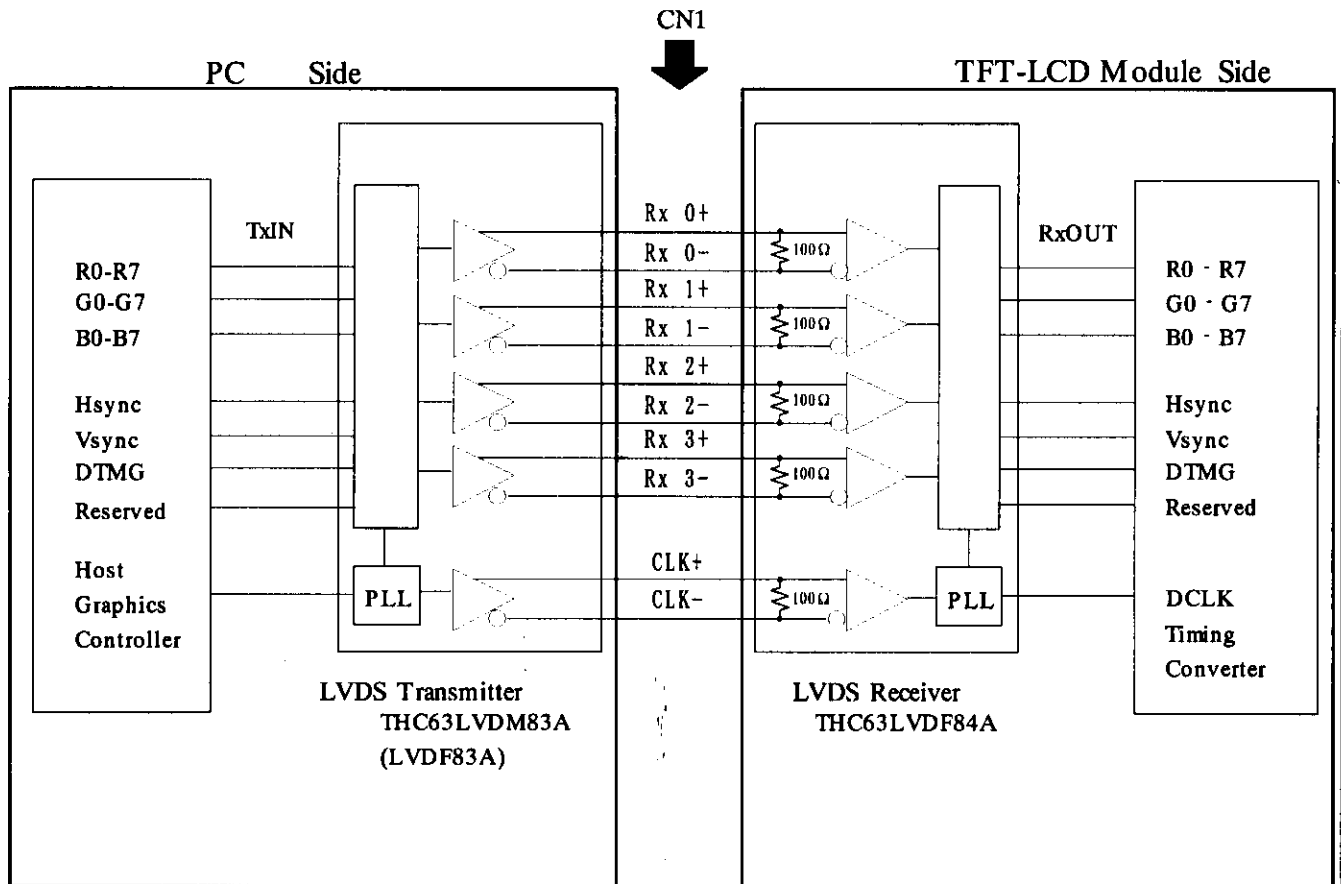 CN1
PC Side
TFT-LCD Module Side
TxIN
R0-R7
G0-G7
B0-B7
Hsync
Vsync
DTMG
Reserved
Host
Graphics
Controller
PLL
LVDS Transmitter
THC63LVDM83A
(LVDF83A)
Rx 0+
Rx 0-
Rx 1+
Rx 1-
Rx 2+
Rx 2-
Rx 3+
Rx 3-
CLK+
CLK-
100Ω
100Ω
100Ω
100Ω
100Ω
PLL
LVDS Receiver
THC63LVDF84A
RxOUT
R0 - R7
G0 - G7
B0 - B7
Hsync
Vsync
DTMG
Reserved
DCLK
Timing
Converter